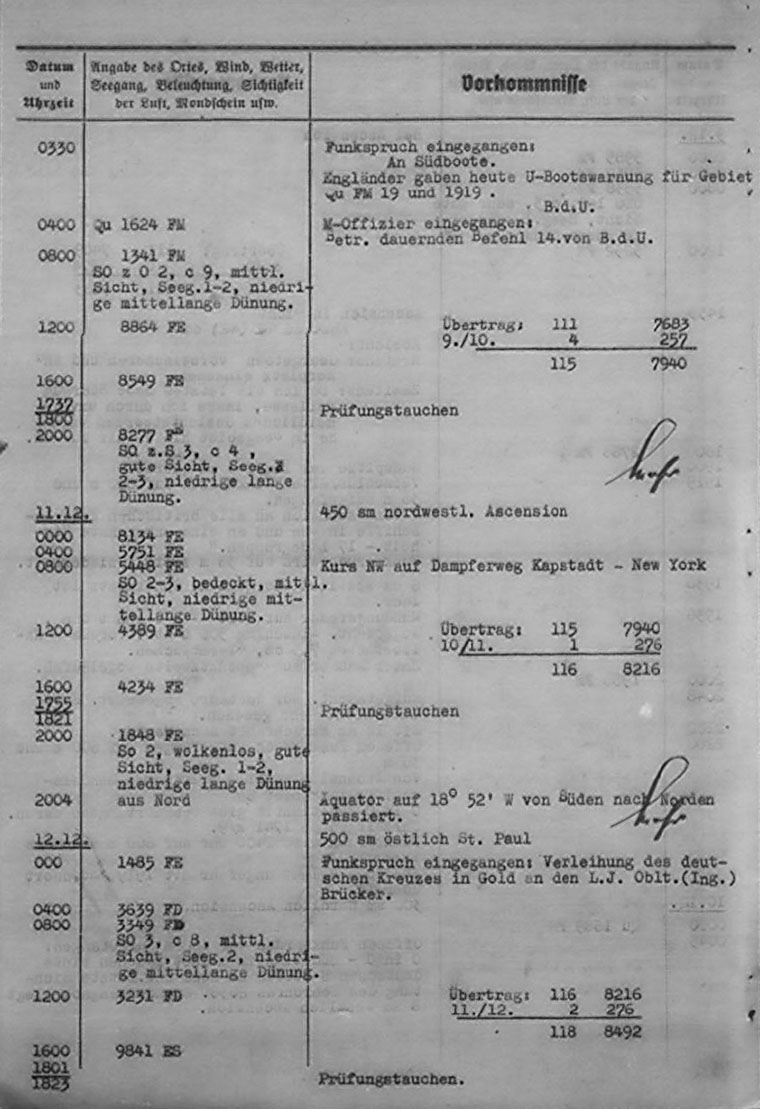 Datum
und
Uhrzeit
Angabe des Ortes, Wind, Wetter,
Seegang, Beleuchtung, Sichtigkeit
der Luft, Mondschein usw.
Vorkommnisse
0330 Funkspruch eingegangen:
An Südboote.
Engländer gaben heute U-Bootswarnung für Gebiet
Qu FM 19 und 1919 .
B.d.U.
0400 Qu 1624 FM M-Offizier eingegangen:
Betr. dauernden Befehl 14.von B.d.U.
0800 1341 FM
SO z O 2, c 9, mittl.
Sicht, Seeg.1-2, niedri-
ge mittellange Dünung.
1200 8864 FE Übertrag: 111 7683
9./10. 4 257
115 7940
1600 8549 FE
1737 Prüfungstauchen
1800
2000 8277 FE
SO z.S 3, c 4 ,
gute Sicht, Seeg.
2-3, niedrige lange
Dünung.
11.12. 450 sm nordwestl. Ascension
0000 8134 FE
0400 5751 FE
0800 5448 FE Kurs NW auf Dampferweg Kapstadt - New York
SO 2-3, bedeckt, mittl.
Sicht, niedrige mit-
tellange Dünung.
1200 4389 FE Übertrag: 115 7940
10/11. 1 276
116 8216
1600 4234 FE
1755 Prüfungstauchen
1821
2000 1848 FE
So 2, wolkenlos, gute
Sicht, Seeg. 1-2,
niedrige lange Dünung
2004 aus Nord Äquator auf 18° 52' W von Süden nach Norden
passiert.
12.12. 500 sm östlich St. Paul
000 1485 FE Funkspruch eingegangen: Verleihung des deut-
schen Kreuzes in Gold an den L.J. Oblt.(Ing.)
Brücker.
0400 3639 FD
0800 3349 FD
SO 3, c 8, mittl.
Sicht, Seeg.2, niedri-
ge mittellange Dünung.
1200 3231 FD Übertrag: 116 8216
11./12. 2 276
118 8492
1600 9841 ES
1801
1823 Prüfungstauchen.